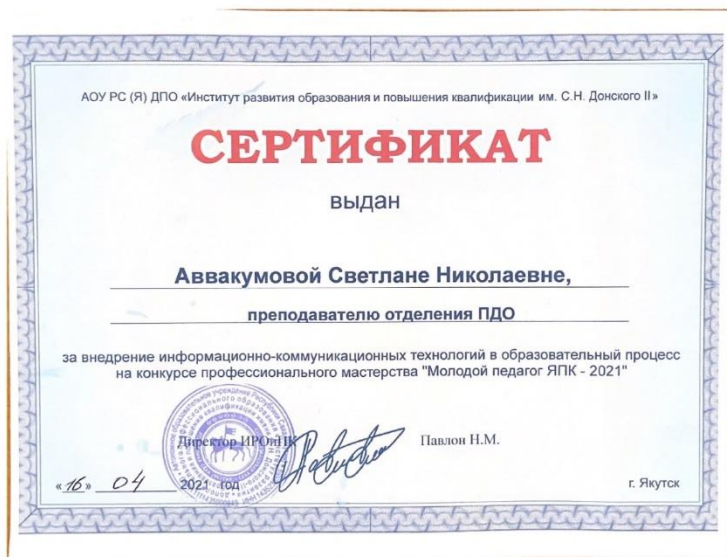 АОУ РС (Я) ДПО «Институт развития образования и повышения квалификации им. С.Н. Донского II»
СЕРТИФИКАТ
выдан
Аввакумовой Светлане Николаевне,
преподавателю отделения ПДО
за внедрение информационно-коммуникационных технологий в образовательный процесс
на конкурсе профессионального мастерства "Молодой педагог ЯПК - 2021"
Директор ИРОиПК Павлон Н.М.
«16» 04 2021 год г. Якутск